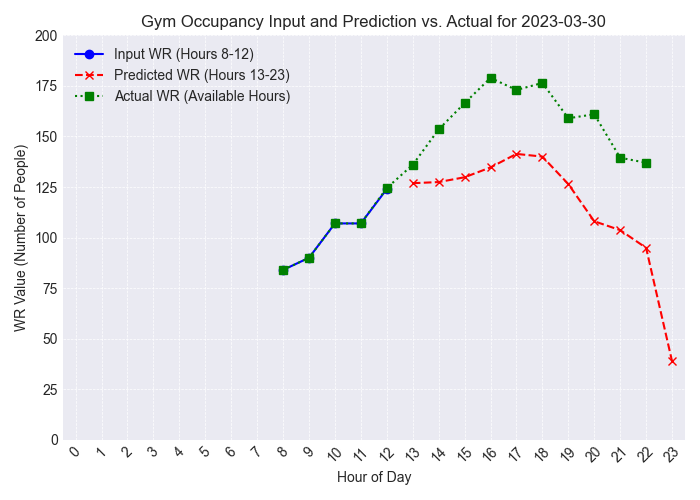 Gym Occupancy Input and Prediction vs. Actual for 2023-03-30
200
175
150
125
100
75
50
25
0
WR Value (Number of People)
Input WR (Hours 8-12)
Predicted WR (Hours 13-23)
Actual WR (Available Hours)
0 1 2 3 4 5 6 7 8 9 10 11 12 13 14 15 16 17 18 19 20 21 22 23
Hour of Day